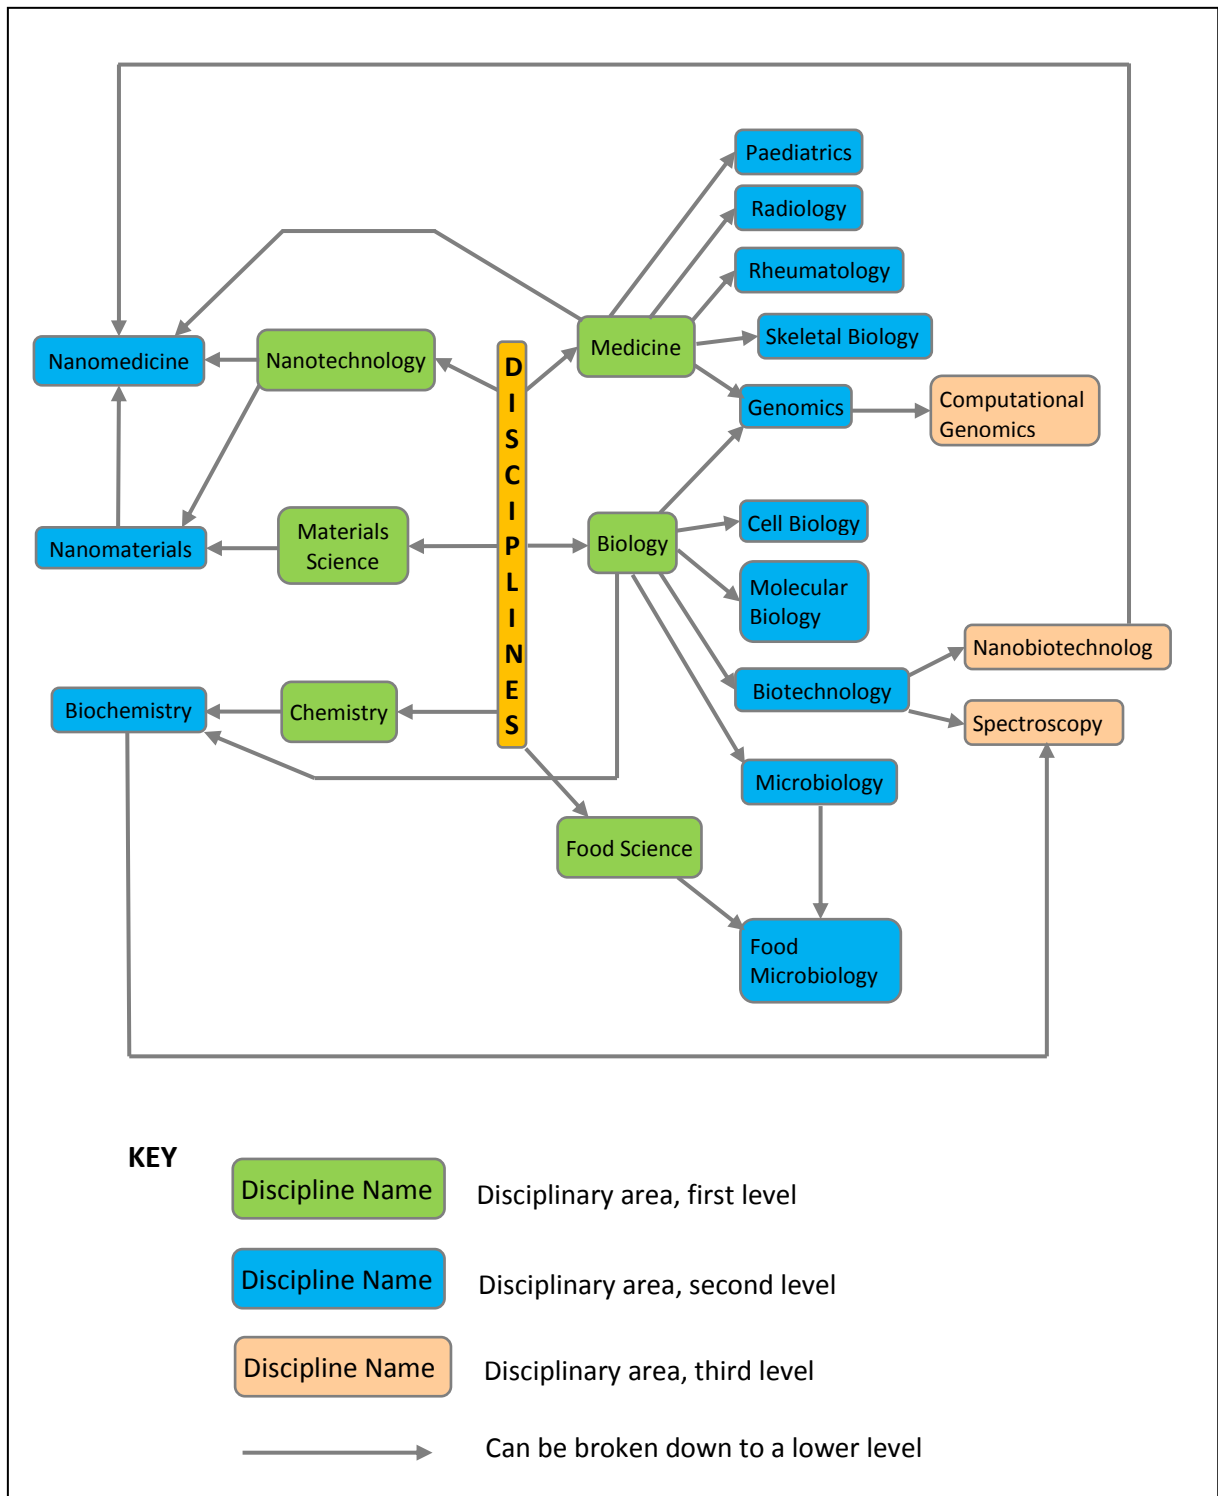 Paediatrics
Radiology
Rheumatology
Medicine
Skeletal Biology
Nanomedicine
Nanotechnology
DISCIPLINES
Genomics
Computational
Genomics
Nanomaterials
Materials
Science
Biology
Cell Biology
Molecular
Biology
Nanobiotechnolog
Biotechnology
Spectroscopy
Biochemistry
Chemistry
Microbiology
Food Science
Food
Microbiology
KEY
Discipline Name
Disciplinary area, first level
Discipline Name
Disciplinary area, second level
Discipline Name
Disciplinary area, third level
Can be broken down to a lower level